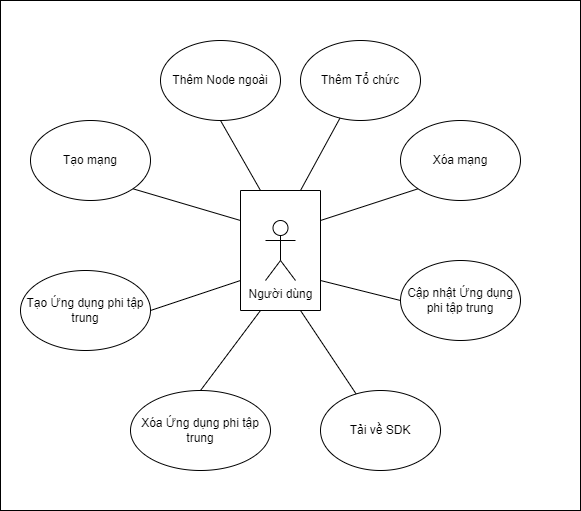 Thêm Node ngoài
Thêm Tổ chức
Tạo mạng
Xóa mạng
Người dùng
Tạo Ứng dụng phi tập
trung
Cập nhật Ứng dụng
phi tập trung
Xóa Ứng dụng phi tập
trung
Tải về SDK